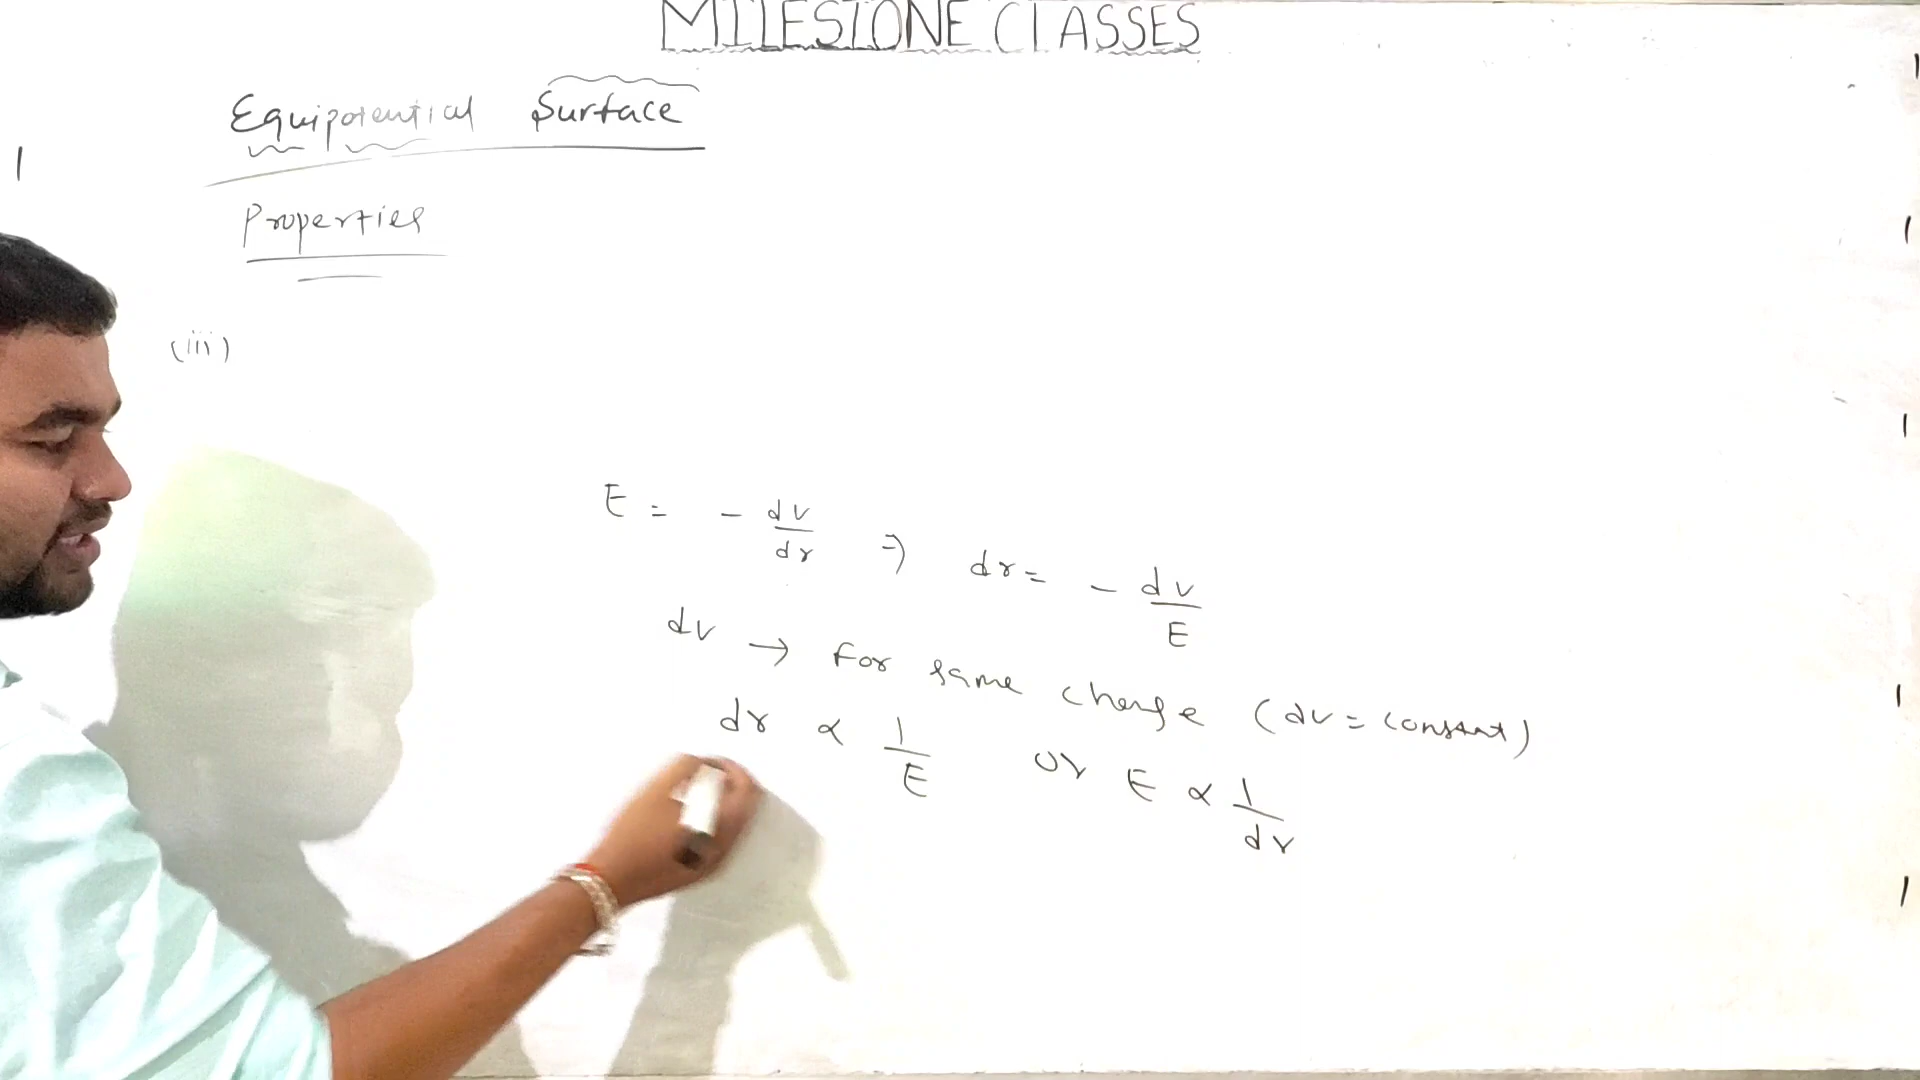 MILESTONE CLASSES
Equipotential Surface
Properties
(iii)
E = - dv/dr ⇒ dr = - dv/E
dv → For same change (dv = constant)
dr ∝ 1/E or E ∝ 1/dr